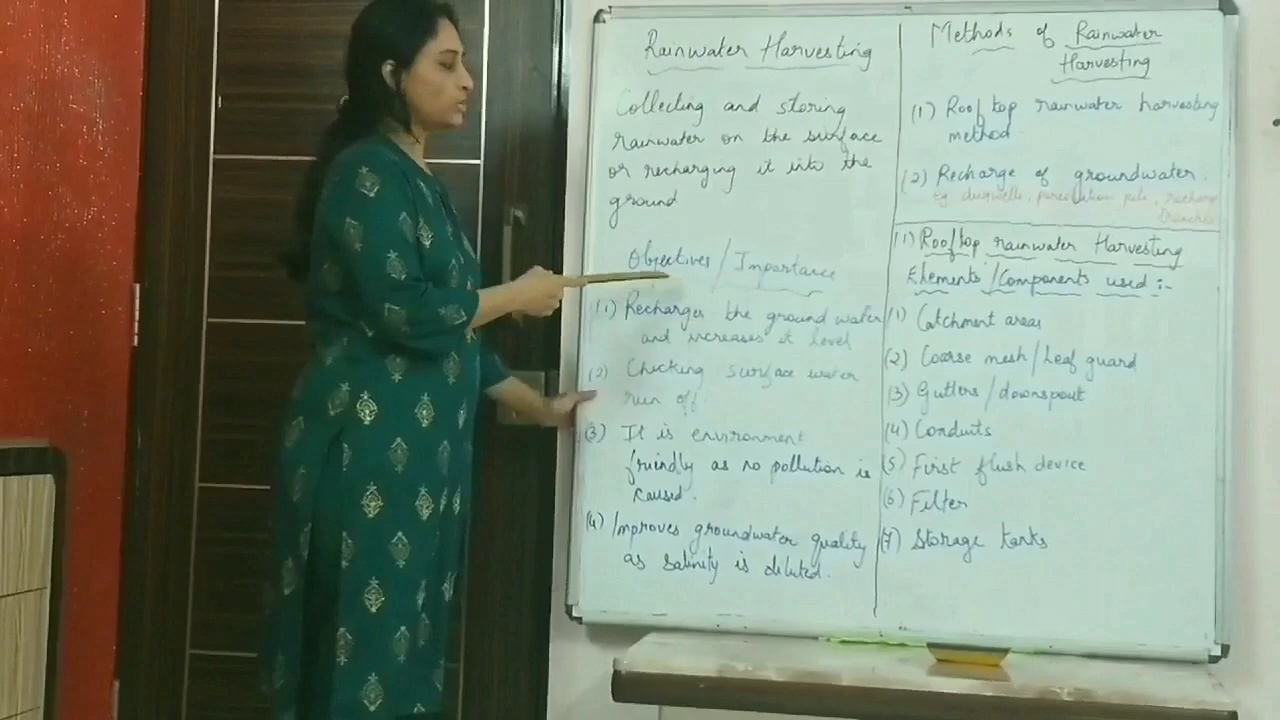 Rainwater Harvesting
Collecting and storing
rainwater on the surface
or recharging it into the
ground
Objectives / Importance
(1) Recharges the ground water
and increases it level
(2) Checking surface water
run off.
(3) It is environment
friendly as no pollution is
caused.
(4) Improves groundwater quality
as salinity is diluted.
Methods of Rainwater
Harvesting
(1) Roof top rainwater harvesting
method
(2) Recharge of groundwater.
Eg dugwells, percolation pits, recharge
trenches
(1) Rooftop rainwater Harvesting
Elements / Components used :-
(1) Catchment areas
(2) Coarse mesh / leaf guard
(3) Gutters / downspout
(4) Conduits
(5) First flush device
(6) Filter
(7) Storage tanks